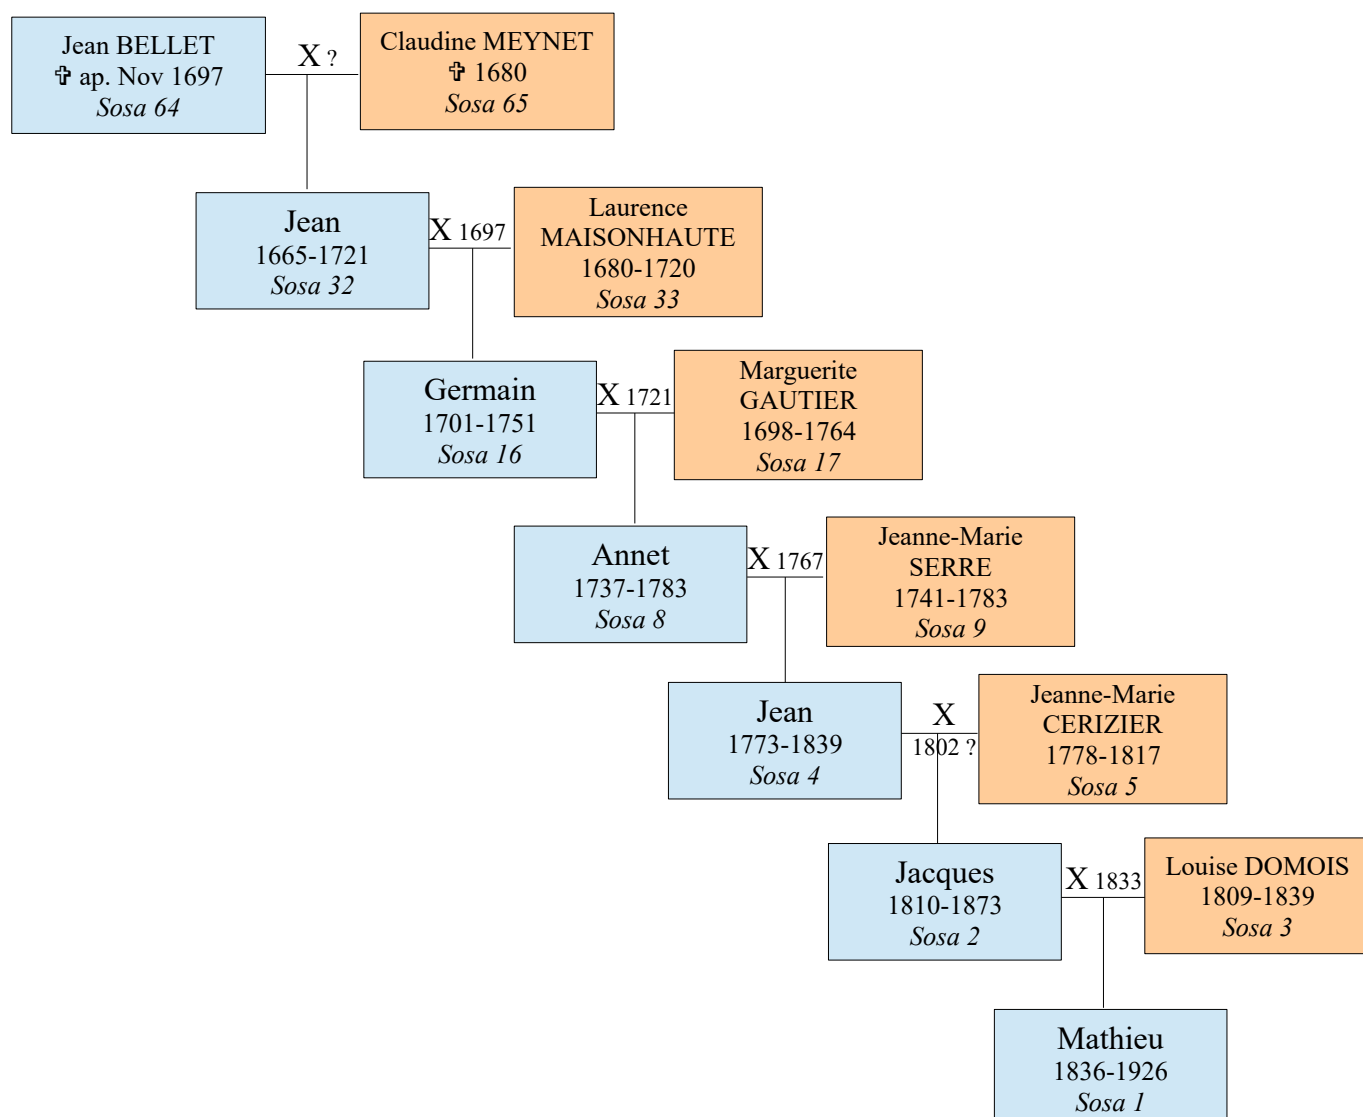 Jean BELLET
✞ ap. Nov 1697
Sosa 64
X ?
Claudine MEYNET
✞ 1680
Sosa 65
Jean
1665-1721
Sosa 32
X 1697
Laurence
MAISONHAUTE
1680-1720
Sosa 33
Germain
1701-1751
Sosa 16
X 1721
Marguerite
GAUTIER
1698-1764
Sosa 17
Annet
1737-1783
Sosa 8
X 1767
Jeanne-Marie
SERRE
1741-1783
Sosa 9
Jean
1773-1839
Sosa 4
X
1802 ?
Jeanne-Marie
CERIZIER
1778-1817
Sosa 5
Jacques
1810-1873
Sosa 2
X 1833
Louise DOMOIS
1809-1839
Sosa 3
Mathieu
1836-1926
Sosa 1